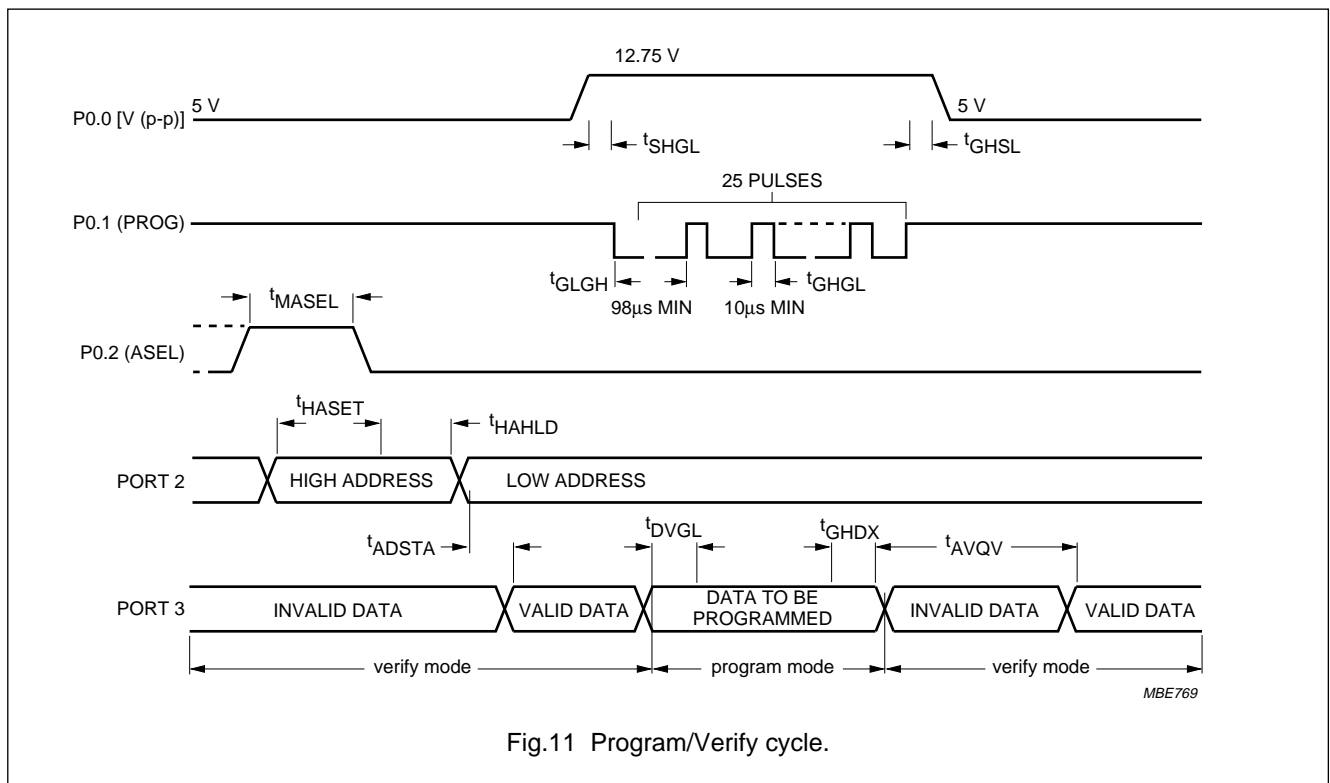 12.75 V
5 V
5 V
P0.0 [V (p-p)]
tSHGL
tGHSL
25 PULSES
P0.1 (PROG)
tGLGH
tGHGL
98µs MIN
10µs MIN
tMASEL
P0.2 (ASEL)
tHASET
tHAHLD
PORT 2
HIGH ADDRESS
LOW ADDRESS
tADSTA
tDVGL
tGHDX
tAVQV
PORT 3
INVALID DATA
VALID DATA
DATA TO BE
PROGRAMMED
INVALID DATA
VALID DATA
verify mode
program mode
verify mode
MBE769
Fig.11 Program/Verify cycle.